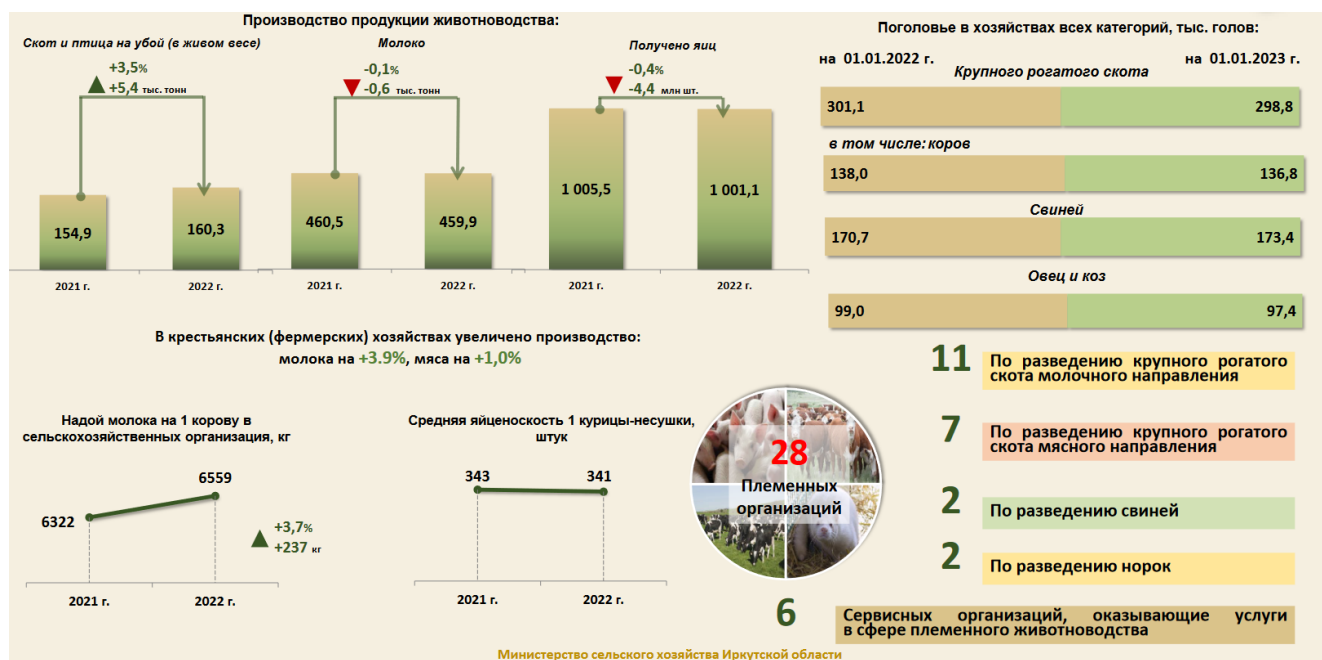 Производство продукции животноводства:
Скот и птица на убой (в живом весе)
+3,5%
+5,4 тыс. тонн
154,9
160,3
2021 г.
2022 г.
Молоко
-0,1%
-0,6 тыс. тонн
460,5
459,9
2021 г.
2022 г.
Получено яиц
-0,4%
-4,4 млн шт.
1 005,5
1 001,1
2021 г.
2022 г.
Поголовье в хозяйствах всех категорий, тыс. голов:
на 01.01.2022 г.
на 01.01.2023 г.
Крупного рогатого скота
301,1
298,8
в том числе: коров
138,0
136,8
Свиней
170,7
173,4
Овец и коз
99,0
97,4
В крестьянских (фермерских) хозяйствах увеличено производство:
молока на +3.9%, мяса на +1,0%
Надой молока на 1 корову в
сельскохозяйственных организация, кг
6322
6559
+3,7%
+237 кг
2021 г.
2022 г.
Средняя яйценоскость 1 курицы-несушки,
штук
343
341
2021 г.
2022 г.
28
Племенных
организаций
11
По разведению крупного рогатого
скота молочного направления
7
По разведению крупного рогатого
скота мясного направления
2
По разведению свиней
2
По разведению норок
6
Сервисных организаций, оказывающие услуги
в сфере племенного животноводства
Министерство сельского хозяйства Иркутской области